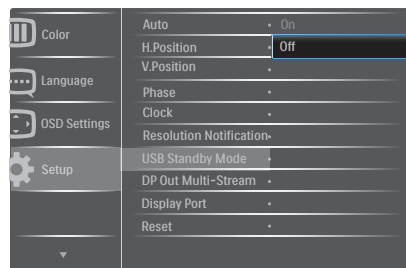 Color
Language
OSD Settings
Setup
Auto
H.Position
V.Position
Phase
Clock
Resolution Notification
USB Standby Mode
DP Out Multi-Stream
Display Port
Reset
On
Off